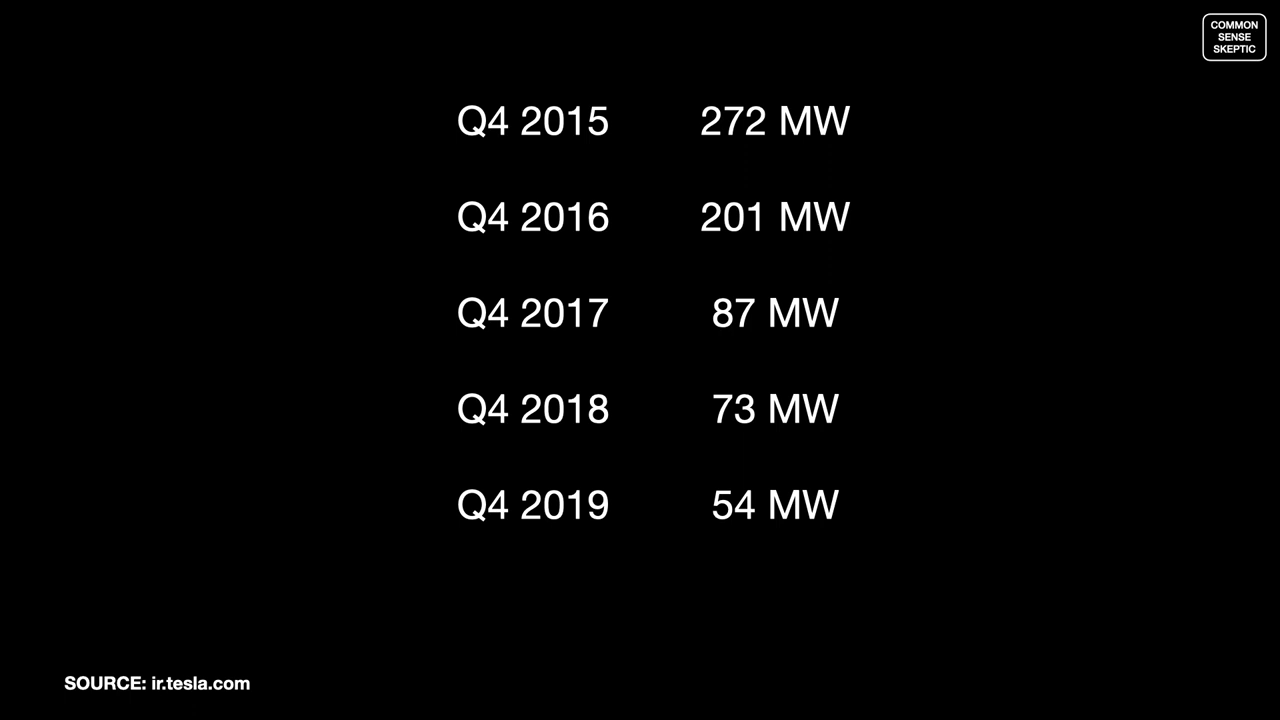 COMMON
SENSE
SKEPTIC
Q4 2015 272 MW
Q4 2016 201 MW
Q4 2017 87 MW
Q4 2018 73 MW
Q4 2019 54 MW
SOURCE: ir.tesla.com